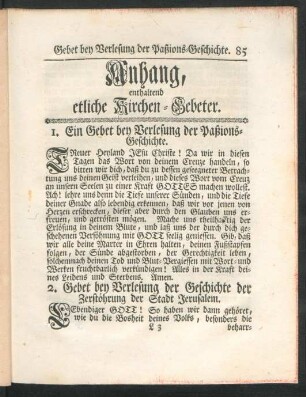 Gebet bey Verlesung der Paßions-Geschichte. 85
Anhang,
enthaltend
etliche Kirchen-Gebeter.
1. Ein Gebet bey Verlesung der Paßions-
Geschichte.
TReuer Heyland JEsu Christe! Da wir in diesen
Tagen das Wort von deinem Creutze handeln, so
bitten wir dich, daß du zu dessen gesegneter Betrach-
tung uns deinen Geist verleihen, und dieses Wort vom Creutz
an unsern Seelen zu einer Kraft GOTTES machen wollest.
Ach! lehre uns denn die Tiefe unserer Sünden, und die Tiefe
deiner Gnade also lebendig erkennen, daß wir vor jenen von
Herzen erschrecken, dieser aber durch den Glauben uns er-
freuen, und getrösten mögen. Mache uns theilhaftig der
Erlösung in deinem Blute, und laß uns der durch dich ge-
schehenen Versöhnung mit GOTT selig geniessen. Gib, daß
wir alle deine Marter in Ehren halten, deinen Fußstapfen
folgen, der Sünde abgestorben, der Gerechtigkeit leben,
folchemnach deinen Tod und Blut-Vergiessen mit Wort- und
Werken fruchtbarlich verkündigen! Alles in der Kraft dei-
nes Leidens und Sterbens, Amen.
2. Gebet bey Verlesung der Geschichte der
Zerstöhrung der Stadt Jerusalem.
LEbendiger GOTT! So haben wir dann gehöret,
wie du die Bosheit deines Volks, besonders die
L 3 beharr-